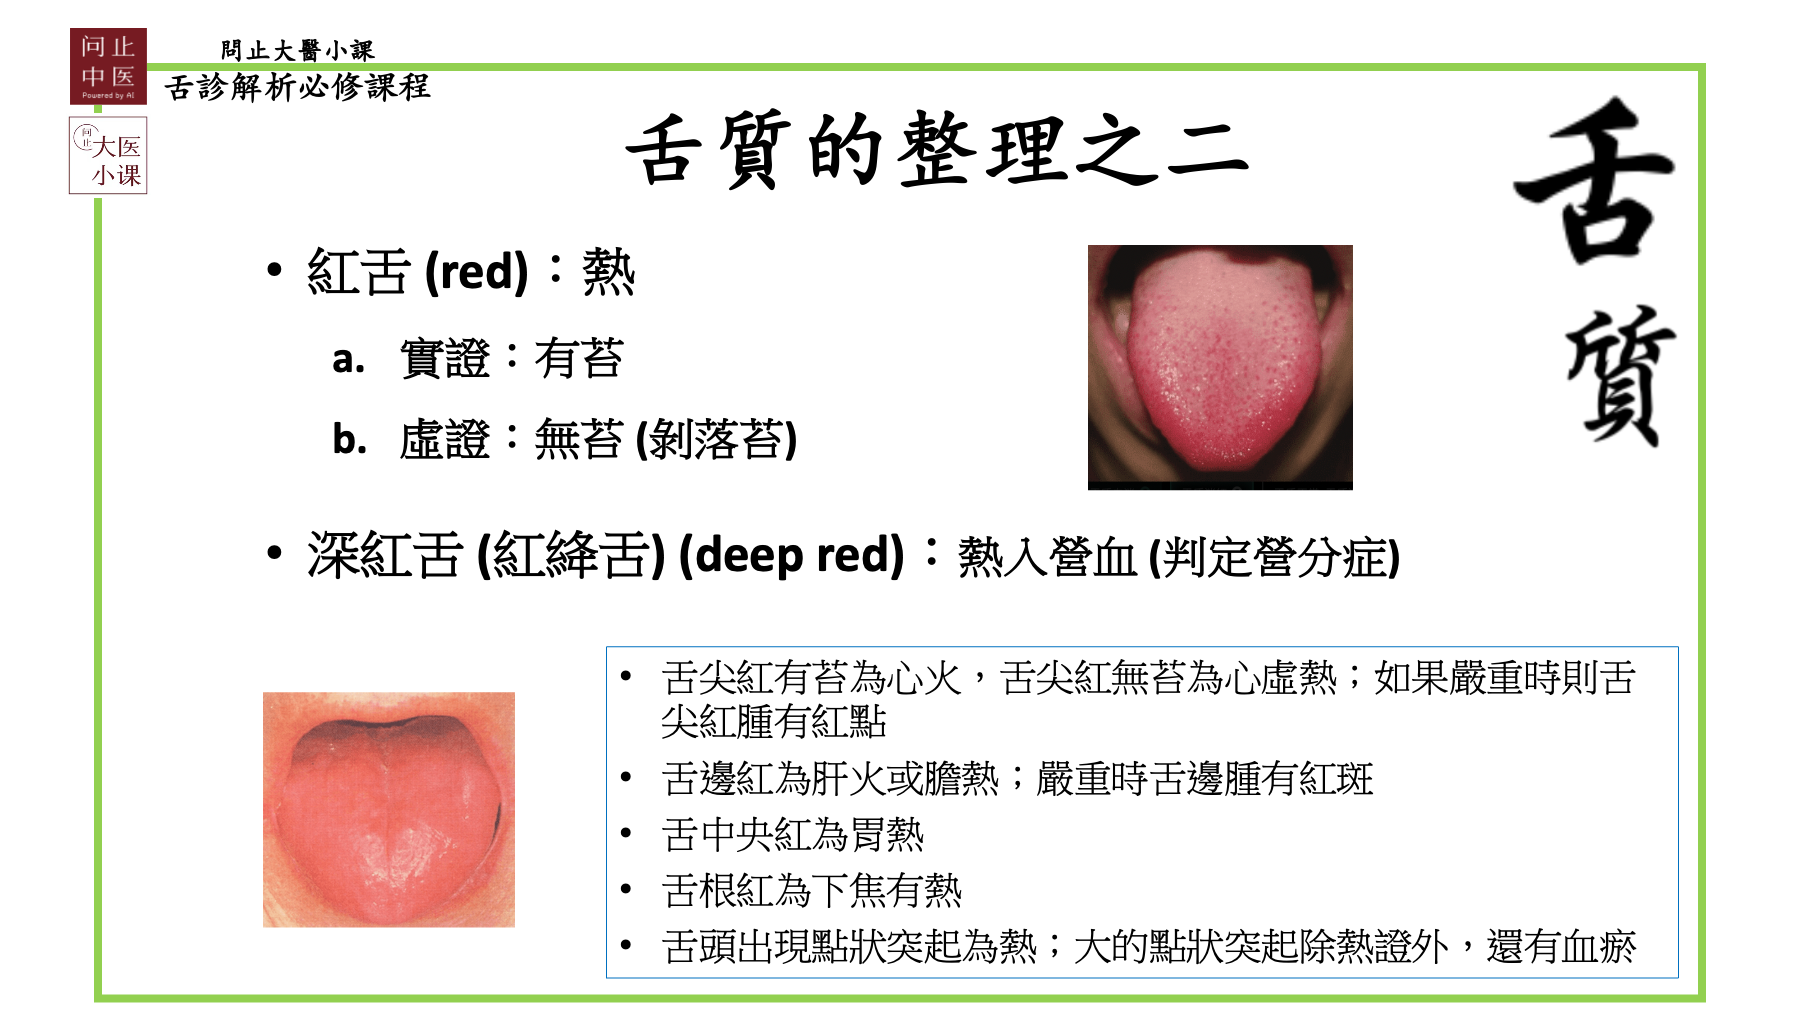 问止
中医
Powered by AI
問止大醫小課
舌診解析必修課程
问止
大医
小课
舌質的整理之二
舌
質
• 紅舌 (red)：熱
a. 實證：有苔
b. 虛證：無苔 (剝落苔)
• 深紅舌 (紅絳舌) (deep red)：熱入營血 (判定營分症)
• 舌尖紅有苔為心火，舌尖紅無苔為心虛熱；如果嚴重時則舌
尖紅腫有紅點
• 舌邊紅為肝火或膽熱；嚴重時舌邊腫有紅斑
• 舌中央紅為胃熱
• 舌根紅為下焦有熱
• 舌頭出現點狀突起為熱；大的點狀突起除熱證外，還有血瘀